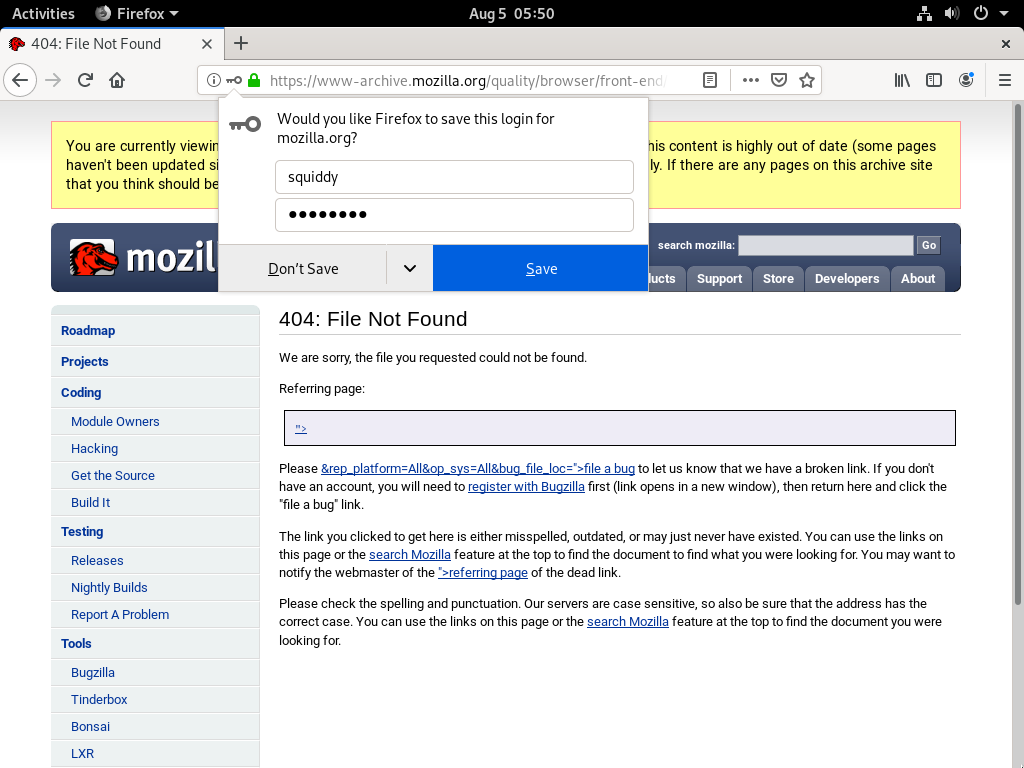 Activities
Firefox
Aug 5 05:50
404: File Not Found
https://www-archive.mozilla.org/quality/browser/front-end/
Would you like Firefox to save this login for
mozilla.org?
squiddy
••••••••
Don't Save
Save
You are currently viewin
his content is highly out of date (some pages
haven't been updated si
ly. If there are any pages on this archive site
that you think should be
mozil
search mozilla:
Go
ucts
Support
Store
Developers
About
Roadmap
Projects
Coding
Module Owners
Hacking
Get the Source
Build It
Testing
Releases
Nightly Builds
Report A Problem
Tools
Bugzilla
Tinderbox
Bonsai
LXR
404: File Not Found
We are sorry, the file you requested could not be found.
Referring page:
">
Please &rep_platform=All&op_sys=All&bug_file_loc=">file a bug to let us know that we have a broken link. If you don't
have an account, you will need to register with Bugzilla first (link opens in a new window), then return here and click the
"file a bug" link.
The link you clicked to get here is either misspelled, outdated, or may just never have existed. You can use the links on
this page or the search Mozilla feature at the top to find the document to find what you were looking for. You may want to
notify the webmaster of the ">referring page of the dead link.
Please check the spelling and punctuation. Our servers are case sensitive, so also be sure that the address has the
correct case. You can use the links on this page or the search Mozilla feature at the top to find the document you were
looking for.